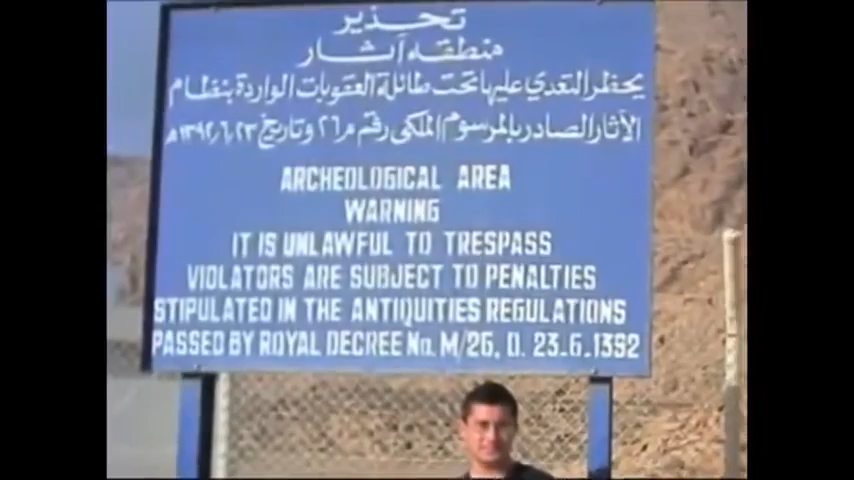 تحذير
منطقة آثار
يحظر التعدي عليها تحت طائلة العقوبات الواردة بنظام
الآثار الصادر بالمرسوم الملكي رقم م/٢٦ وتاريخ ١٣٩٢/٦/٢٣هـ
ARCHEOLOGICAL AREA
WARNING
IT IS UNLAWFUL TO TRESPASS
VIOLATORS ARE SUBJECT TO PENALTIES
STIPULATED IN THE ANTIQUITIES REGULATIONS
PASSED BY ROYAL DECREE No. M/26, D. 23.6.1392